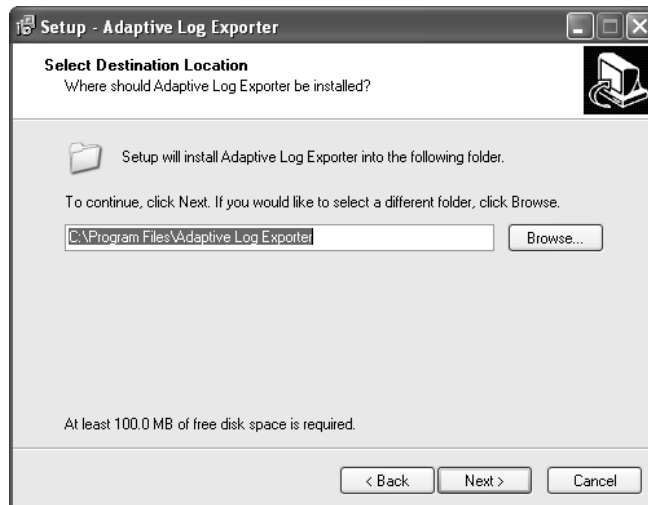 Setup - Adaptive Log Exporter
Select Destination Location
Where should Adaptive Log Exporter be installed?
Setup will install Adaptive Log Exporter into the following folder.
To continue, click Next. If you would like to select a different folder, click Browse.
C:\Program Files\Adaptive Log Exporter
Browse...
At least 100.0 MB of free disk space is required.
< Back
Next >
Cancel